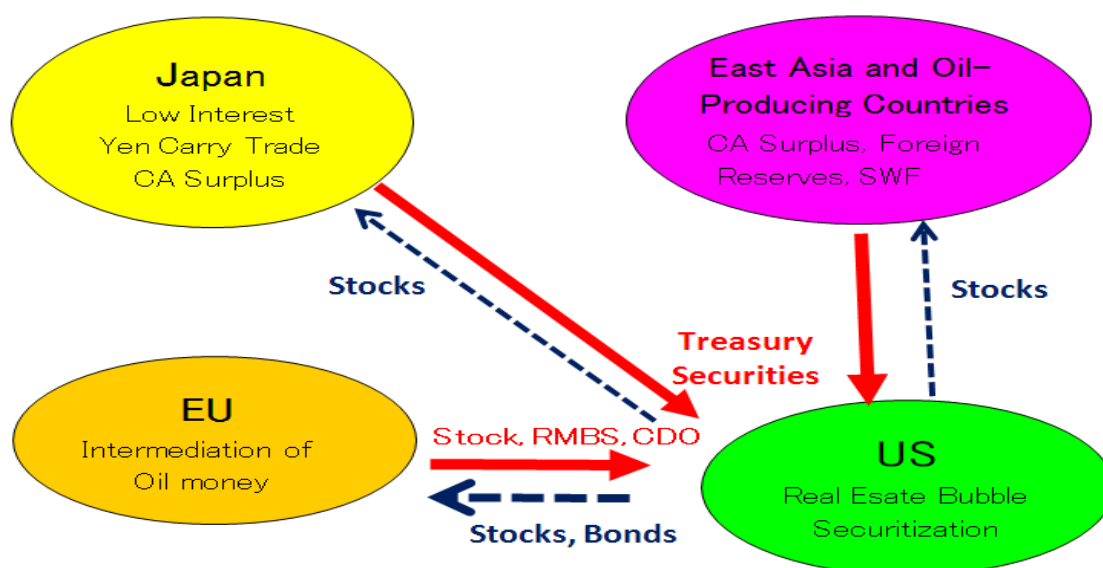 Japan
Low Interest
Yen Carry Trade
CA Surplus
East Asia and Oil-
Producing Countries
CA Surplus, Foreign
Reserves, SWF
Stocks
Stocks
Treasury
Securities
EU
Intermediation of
Oil money
Stock, RMBS, CDO
Stocks, Bonds
US
Real Esate Bubble
Securitization